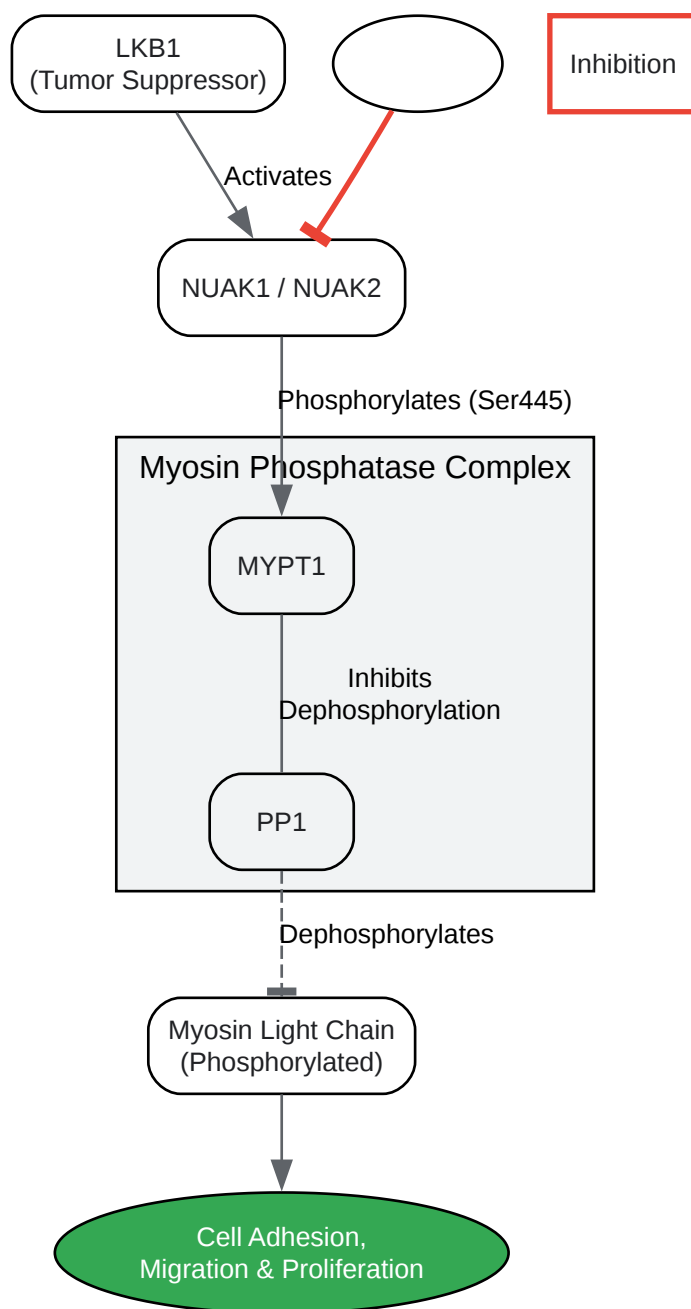 LKB1
(Tumor Suppressor)
Inhibition
Activates
NUAK1 / NUAK2
Phosphorylates (Ser445)
Myosin Phosphatase Complex
MYPT1
Inhibits
Dephosphorylation
PP1
Dephosphorylates
Myosin Light Chain
(Phosphorylated)
Cell Adhesion,
Migration & Proliferation